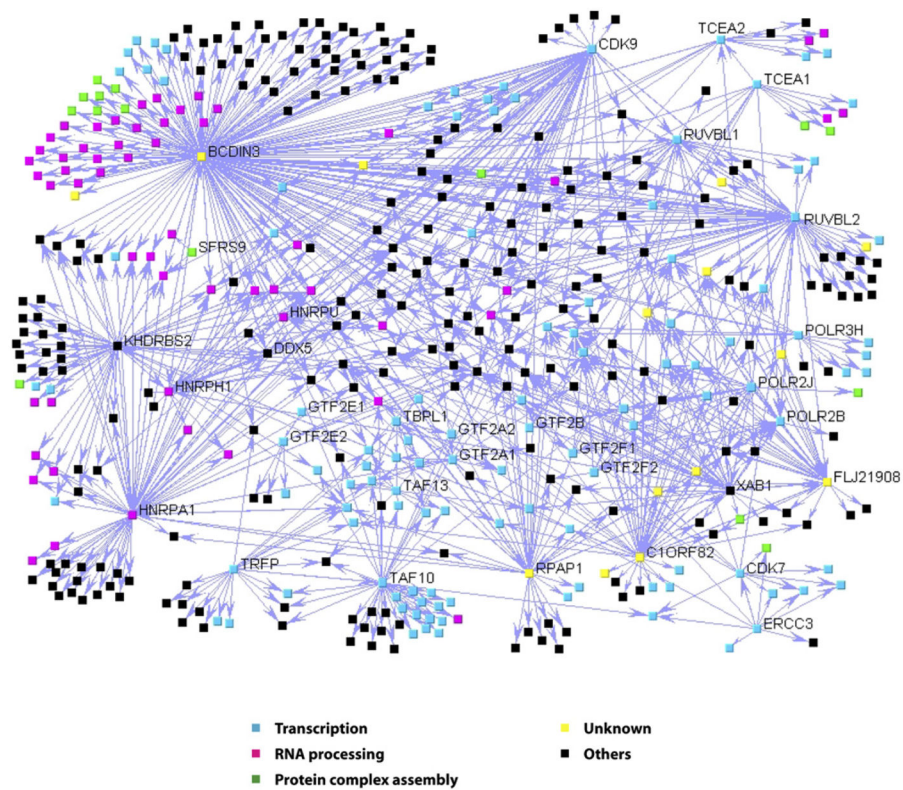 CDK9
TCEA2
TCEA1
RUVBL1
BCDIN3
RUVBL2
SFRS9
HNRPU
POLR3H
KHDRBS2
DDX5
HNRPH1
POLR2J
GTF2E1
TBPL1
GTF2A2
GTF2B
POLR2B
GTF2E2
GTF2A1
GTF2F1
GTF2F2
TAF13
XAB1
FLJ21908
HNRPA1
TRFP
TAF10
RPAP1
C1ORF82
CDK7
ERCC3
Transcription
Unknown
RNA processing
Others
Protein complex assembly